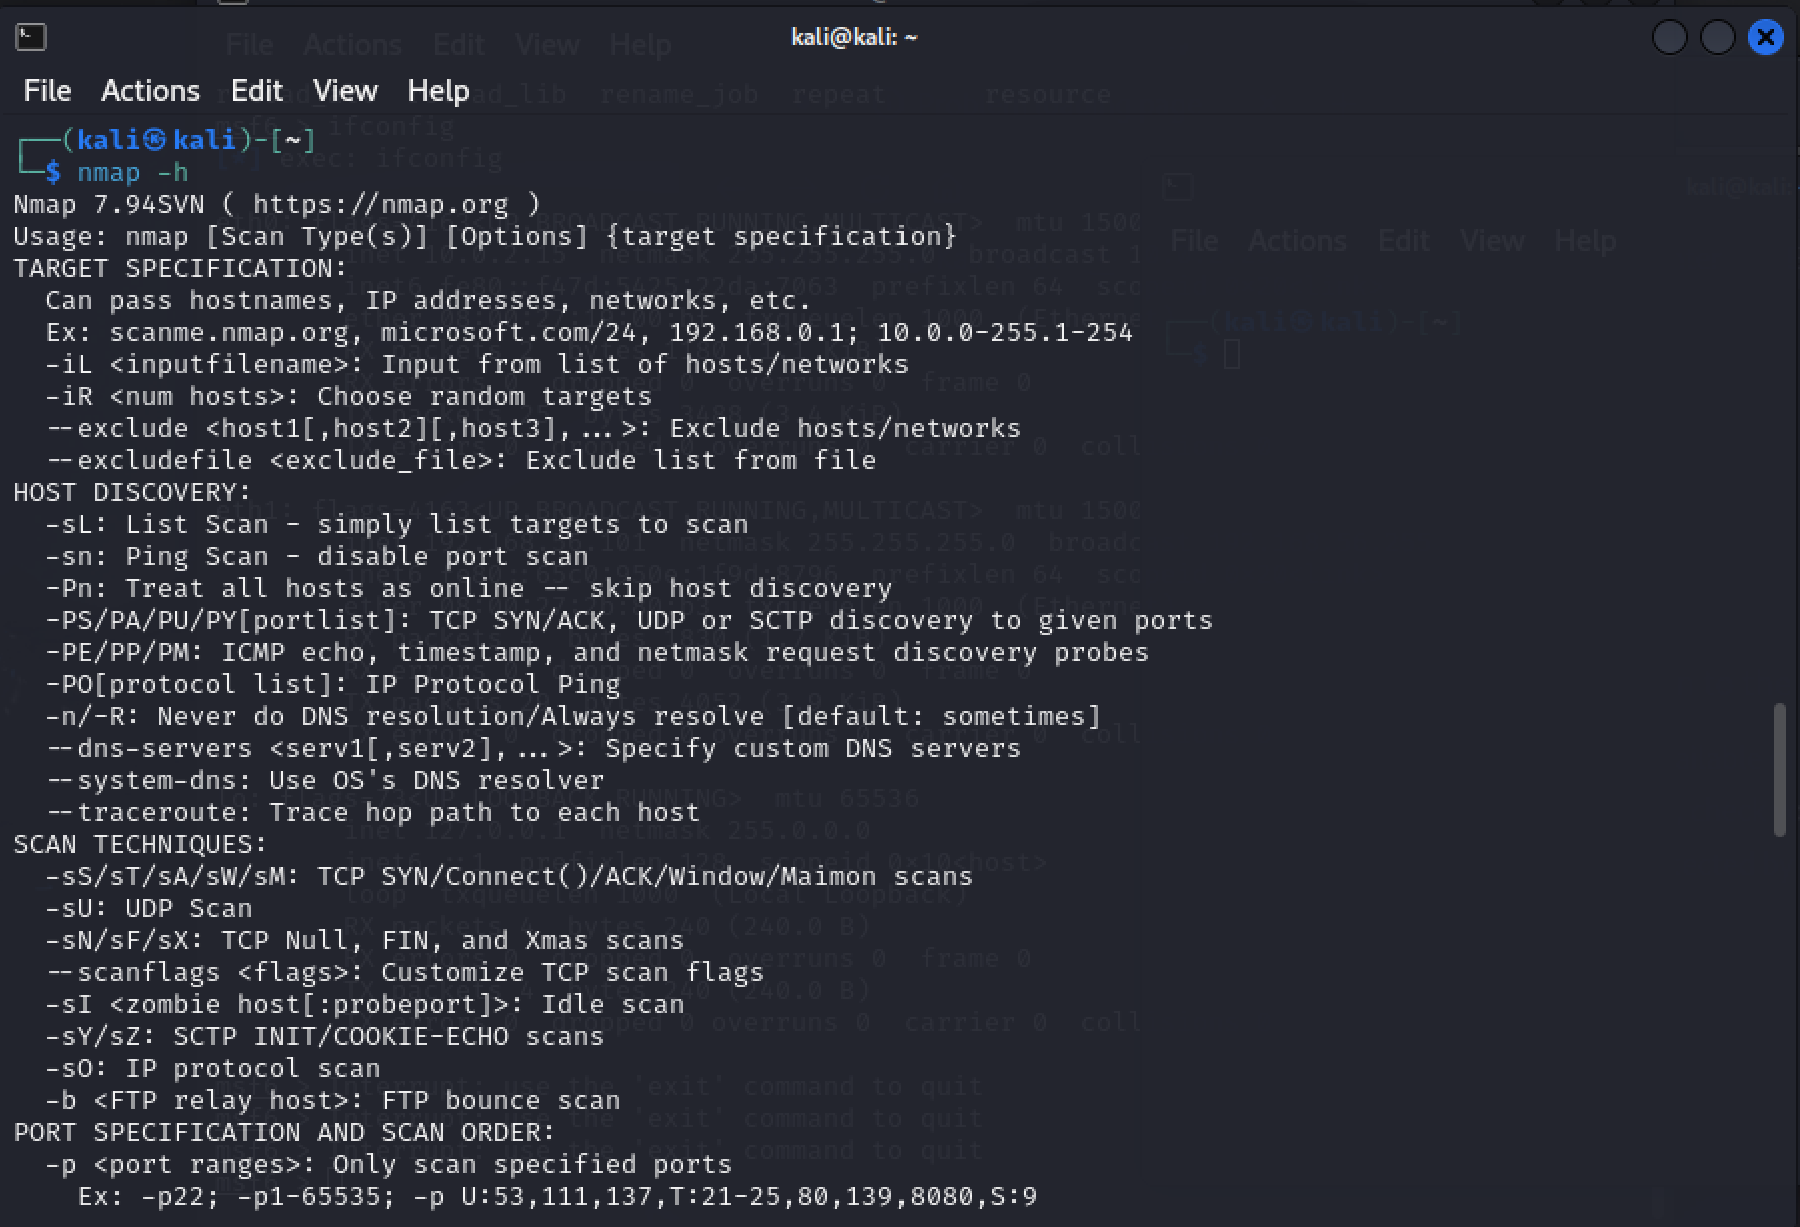 kali@kali: ~
File Actions Edit View Help
┌──(kali㉿kali)-[~]
└─$ nmap -h
Nmap 7.94SVN ( https://nmap.org )
Usage: nmap [Scan Type(s)] [Options] {target specification}
TARGET SPECIFICATION:
  Can pass hostnames, IP addresses, networks, etc.
  Ex: scanme.nmap.org, microsoft.com/24, 192.168.0.1; 10.0.0-255.1-254
  -iL <inputfilename>: Input from list of hosts/networks
  -iR <num hosts>: Choose random targets
  --exclude <host1[,host2][,host3],...>: Exclude hosts/networks
  --excludefile <exclude_file>: Exclude list from file
HOST DISCOVERY:
  -sL: List Scan - simply list targets to scan
  -sn: Ping Scan - disable port scan
  -Pn: Treat all hosts as online -- skip host discovery
  -PS/PA/PU/PY[portlist]: TCP SYN/ACK, UDP or SCTP discovery to given ports
  -PE/PP/PM: ICMP echo, timestamp, and netmask request discovery probes
  -PO[protocol list]: IP Protocol Ping
  -n/-R: Never do DNS resolution/Always resolve [default: sometimes]
  --dns-servers <serv1[,serv2],...>: Specify custom DNS servers
  --system-dns: Use OS's DNS resolver
  --traceroute: Trace hop path to each host
SCAN TECHNIQUES:
  -sS/sT/sA/sW/sM: TCP SYN/Connect()/ACK/Window/Maimon scans
  -sU: UDP Scan
  -sN/sF/sX: TCP Null, FIN, and Xmas scans
  --scanflags <flags>: Customize TCP scan flags
  -sI <zombie host[:probeport]>: Idle scan
  -sY/sZ: SCTP INIT/COOKIE-ECHO scans
  -sO: IP protocol scan
  -b <FTP relay host>: FTP bounce scan
PORT SPECIFICATION AND SCAN ORDER:
  -p <port ranges>: Only scan specified ports
    Ex: -p22; -p1-65535; -p U:53,111,137,T:21-25,80,139,8080,S:9